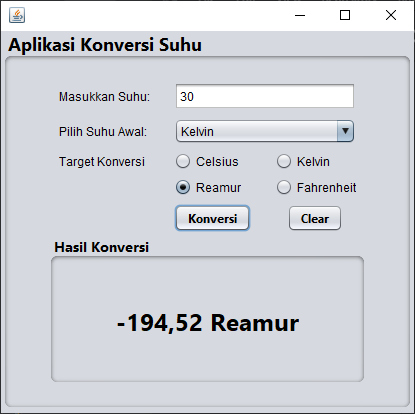 Aplikasi Konversi Suhu
Masukkan Suhu: 30
Pilih Suhu Awal: Kelvin
Target Konversi Celsius Kelvin
Reamur Fahrenheit
Konversi Clear
Hasil Konversi
-194,52 Reamur